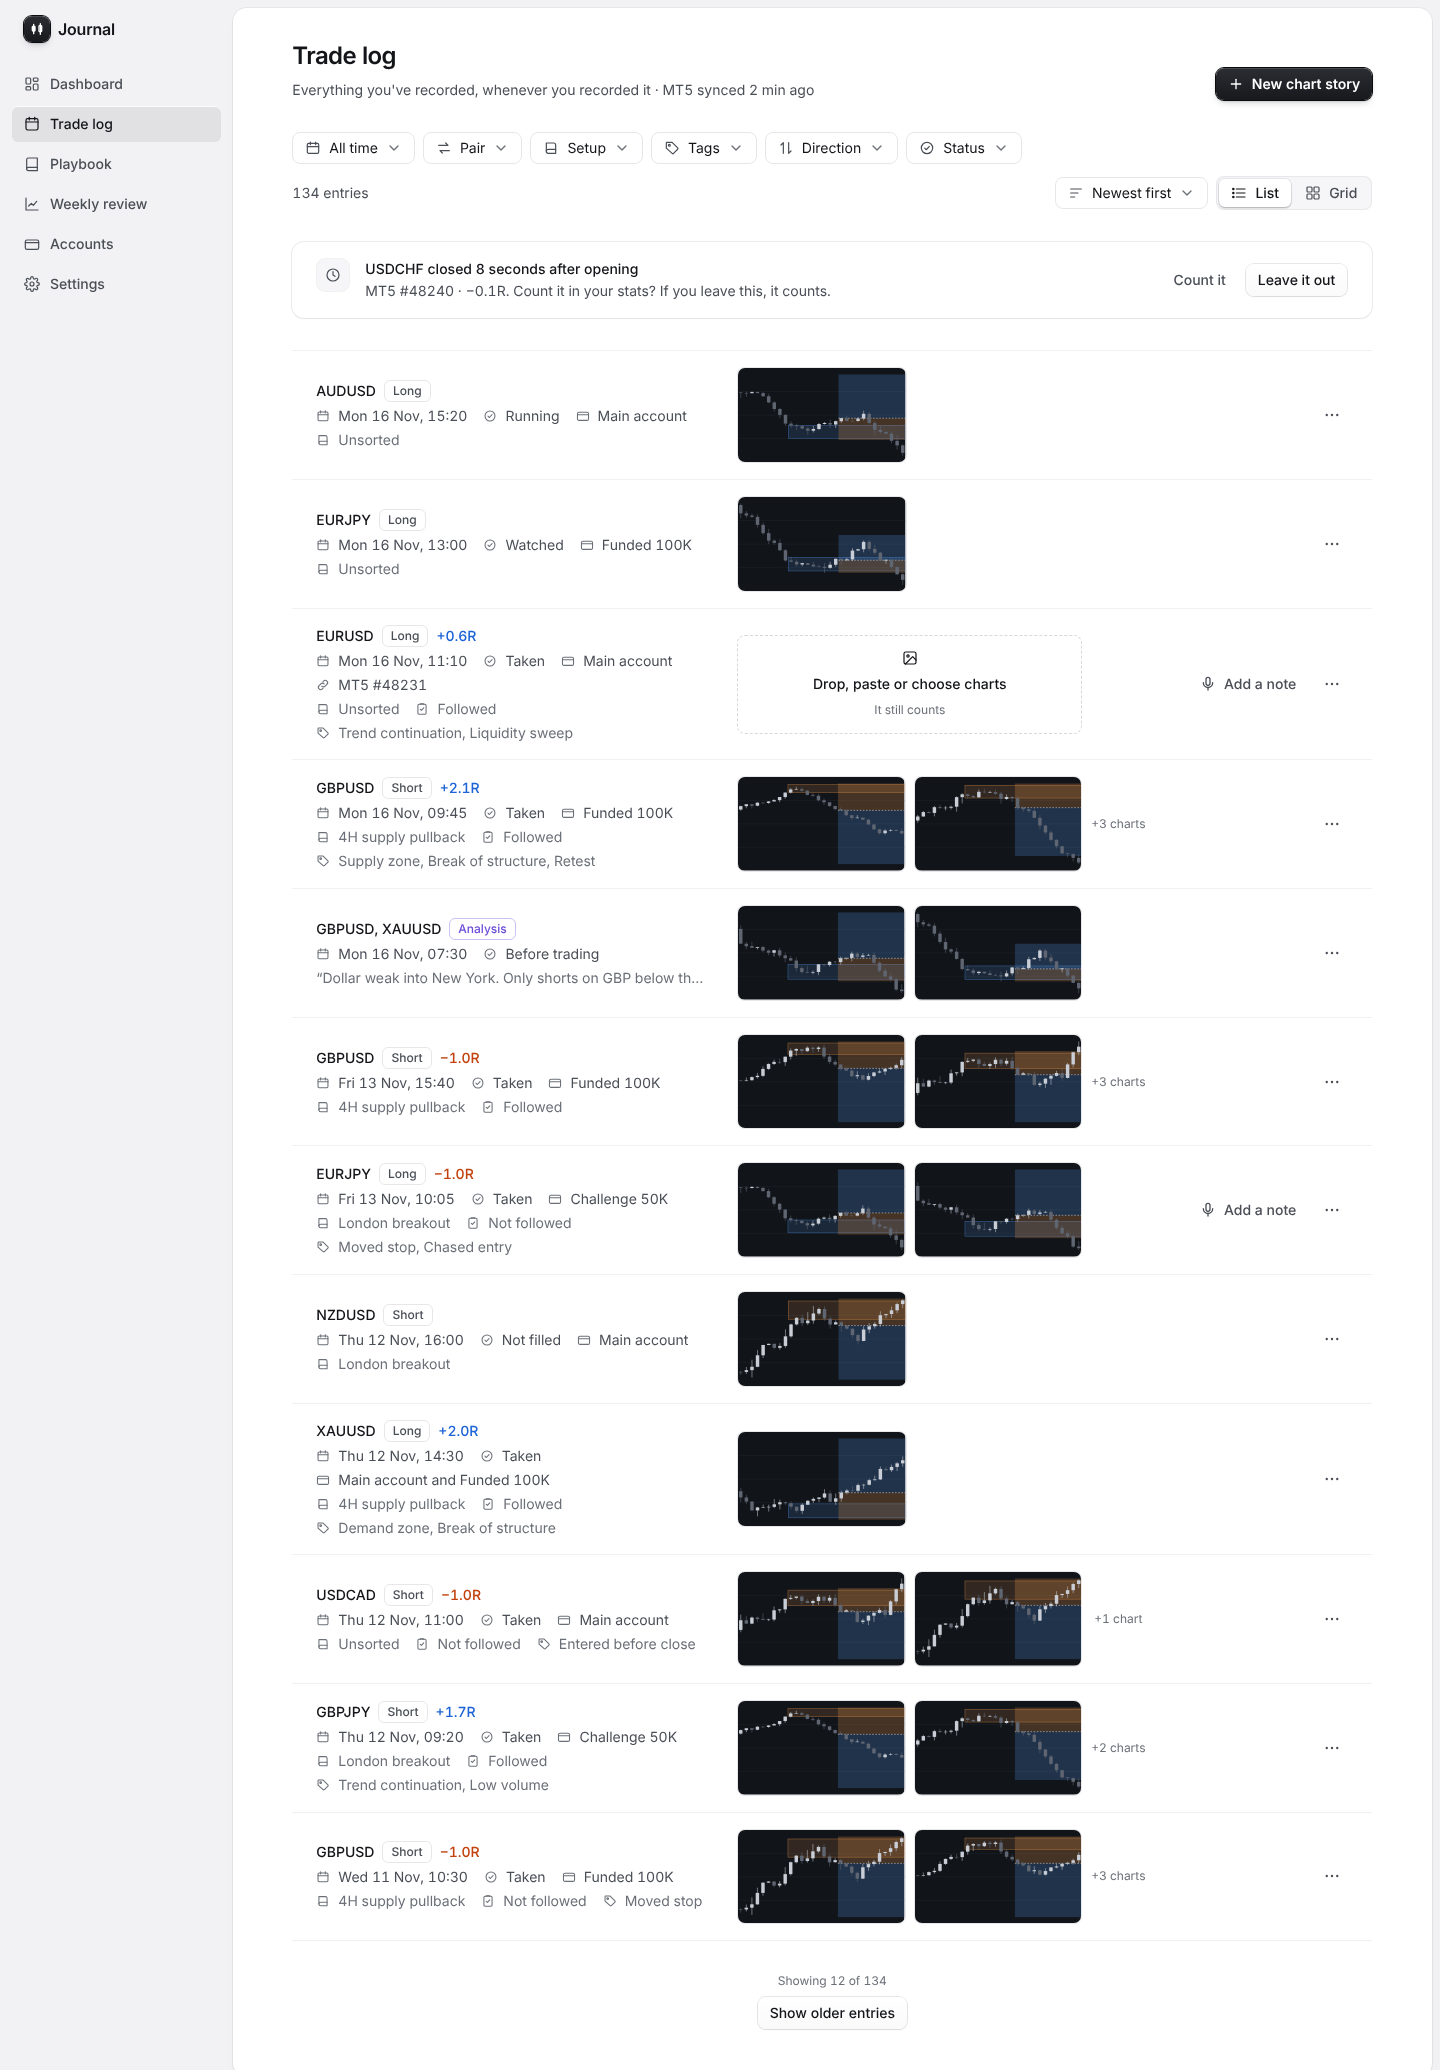 Journal
Dashboard
Trade log
Playbook
Weekly review
Accounts
Settings
Trade log
Everything you've recorded, whenever you recorded it · MT5 synced 2 min ago
New chart story
All time
Pair
Setup
Tags
Direction
Status
134 entries
Newest first
List
Grid
USDCHF closed 8 seconds after opening
MT5 #48240 · −0.1R. Count it in your stats? If you leave this, it counts.
Count it
Leave it out
AUDUSD Long
Mon 16 Nov, 15:20 Running Main account
Unsorted
EURJPY Long
Mon 16 Nov, 13:00 Watched Funded 100K
Unsorted
EURUSD Long +0.6R
Mon 16 Nov, 11:10 Taken Main account
MT5 #48231
Unsorted Followed
Trend continuation, Liquidity sweep
Drop, paste or choose charts
It still counts
Add a note
GBPUSD Short +2.1R
Mon 16 Nov, 09:45 Taken Funded 100K
4H supply pullback Followed
Supply zone, Break of structure, Retest
+3 charts
GBPUSD, XAUUSD Analysis
Mon 16 Nov, 07:30 Before trading
“Dollar weak into New York. Only shorts on GBP below th…
GBPUSD Short −1.0R
Fri 13 Nov, 15:40 Taken Funded 100K
4H supply pullback Followed
+3 charts
EURJPY Long −1.0R
Fri 13 Nov, 10:05 Taken Challenge 50K
London breakout Not followed
Moved stop, Chased entry
Add a note
NZDUSD Short
Thu 12 Nov, 16:00 Not filled Main account
London breakout
XAUUSD Long +2.0R
Thu 12 Nov, 14:30 Taken
Main account and Funded 100K
4H supply pullback Followed
Demand zone, Break of structure
USDCAD Short −1.0R
Thu 12 Nov, 11:00 Taken Main account
Unsorted Not followed Entered before close
+1 chart
GBPJPY Short +1.7R
Thu 12 Nov, 09:20 Taken Challenge 50K
London breakout Followed
Trend continuation, Low volume
+2 charts
GBPUSD Short −1.0R
Wed 11 Nov, 10:30 Taken Funded 100K
4H supply pullback Not followed Moved stop
+3 charts
Showing 12 of 134
Show older entries